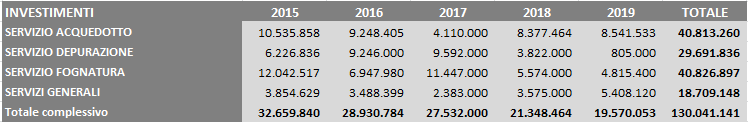 INVESTIMENTI 2015 2016 2017 2018 2019 TOTALE
SERVIZIO ACQUEDOTTO 10.535.858 9.248.405 4.110.000 8.377.464 8.541.533 40.813.260
SERVIZIO DEPURAZIONE 6.226.836 9.246.000 9.592.000 3.822.000 805.000 29.691.836
SERVIZIO FOGNATURA 12.042.517 6.947.980 11.447.000 5.574.000 4.815.400 40.826.897
SERVIZI GENERALI 3.854.629 3.488.399 2.383.000 3.575.000 5.408.120 18.709.148
Totale complessivo 32.659.840 28.930.784 27.532.000 21.348.464 19.570.053 130.041.141